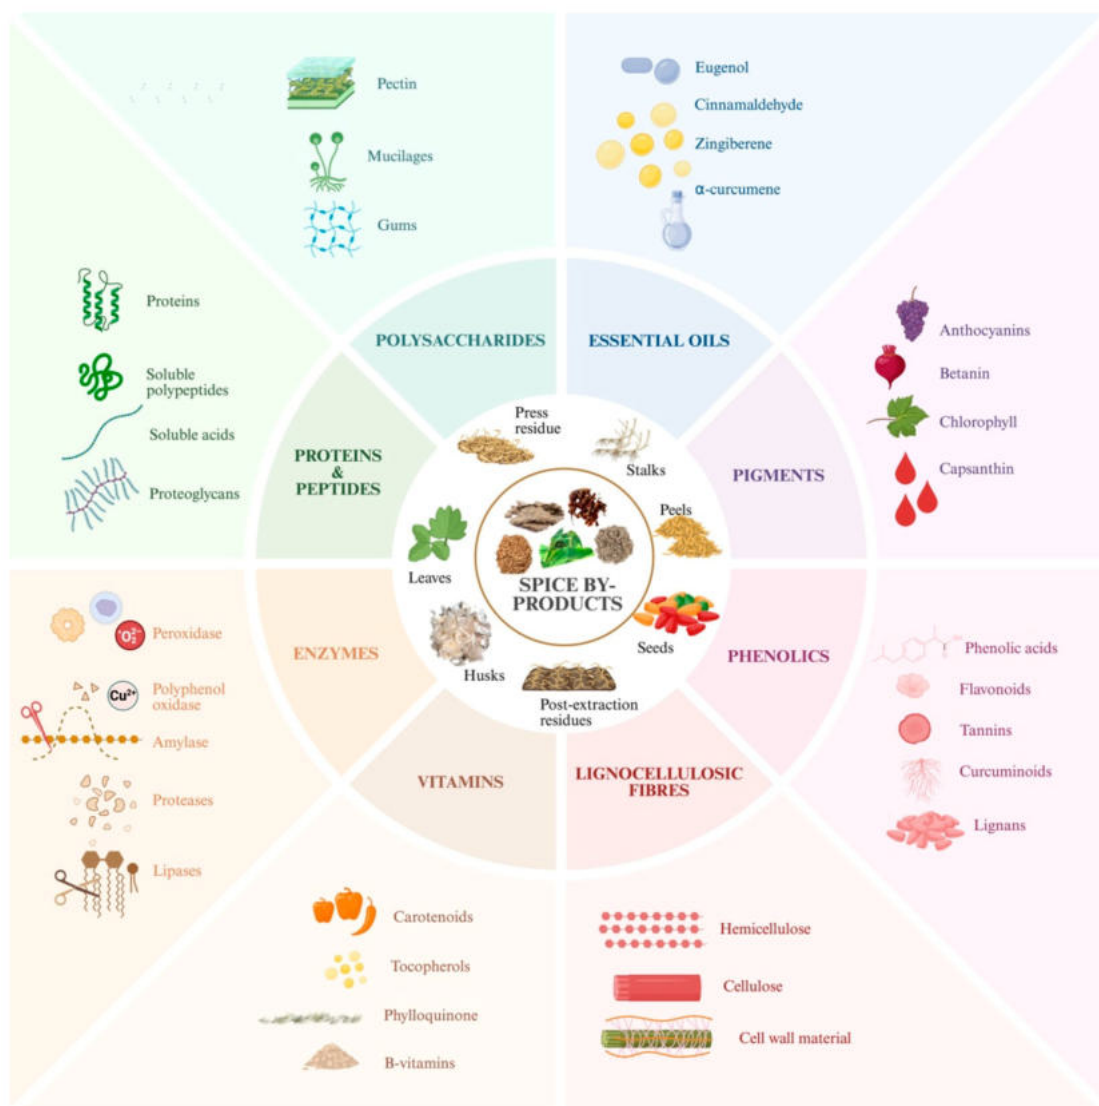 Pectin
Mucilages
Gums
Eugenol
Cinnamaldehyde
Zingiberene
α-curcumene
Proteins
Soluble
polypeptides
Soluble acids
Proteoglycans
POLYSACCHARIDES
ESSENTIAL OILS
Anthocyanins
Betanin
Chlorophyll
Capsanthin
PROTEINS
&
PEPTIDES
PIGMENTS
Press
residue
Stalks
Peels
Leaves
SPICE BY-
PRODUCTS
Seeds
Husks
Post-extraction
residues
ENZYMES
PHENOLICS
VITAMINS
LIGNOCELLULOSIC
FIBRES
Peroxidase
Cu²⁺
Polyphenol
oxidase
Amylase
Proteases
Lipases
Phenolic acids
Flavonoids
Tannins
Curcuminoids
Lignans
Carotenoids
Tocopherols
Phylloquinone
B-vitamins
Hemicellulose
Cellulose
Cell wall material